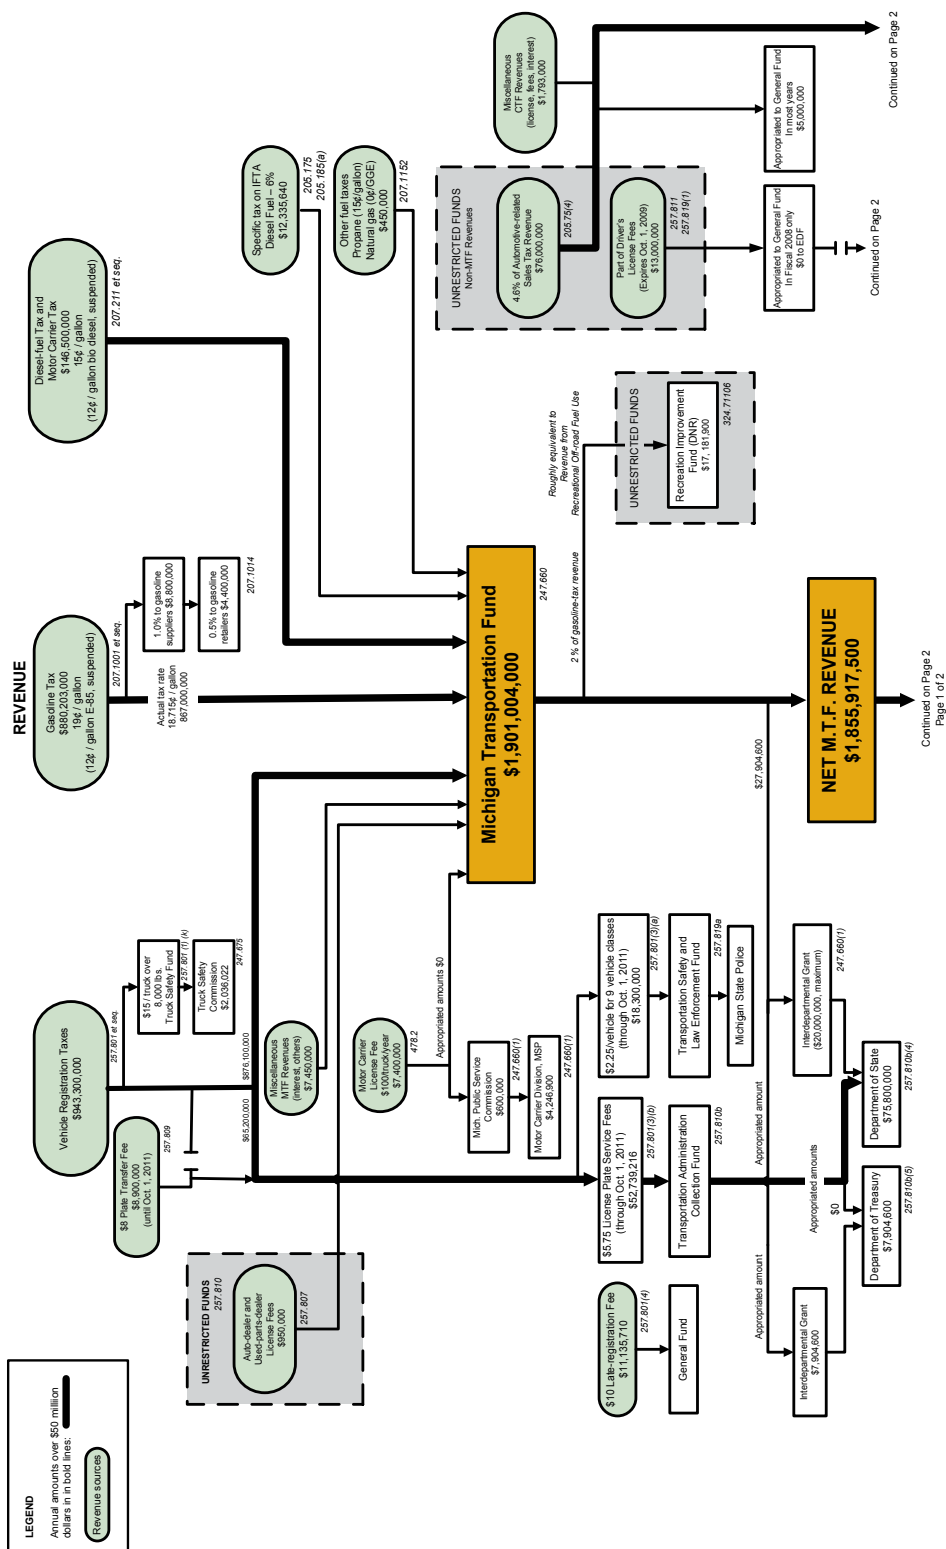 LEGEND
Annual amounts over $50 milliion
dollars in in bold lines:
Revenue sources
REVENUE
Vehicle Registration Taxes
$943,300,000
257.801 et seq.
$8 Plate Transfer Fee
$8,900,000
(until Oct. 1, 2011)
257.809
$15 / truck over
8,000 lbs.
Truck Safety Fund
257.801 (1) (k)
Truck Safety
Commission
$2,036,022
247.675
$65,200,000
$876,100,000
Gasoline Tax
$880,203,000
19¢ / gallon
(12¢ / gallon E-85, suspended)
207.1001 et seq.
Actual tax rate
18.715¢ / gallon
867,000,000
1.0% to gasoline
suppliers $8,800,000
0.5% to gasoline
retailers $4,400,000
207.1014
Diesel-fuel Tax and
Motor Carrier Tax
$146,500,000
15¢ / gallon
(12¢ / gallon bio diesel, suspended)
207.211 et seq.
Specific tax on IFTA
Diesel Fuel – 6%
$12,335,640
205.175
205.185(a)
Other fuel taxes
Propane (15¢/gallon)
Natural gas (0¢/GGE)
$450,000
207.1152
UNRESTRICTED FUNDS
257.810
Auto-dealer and
Used-parts-dealer
License Fees
$950,000
257.807
Miscellaneous
MTF Revenues
(interest, others)
$7,450,000
Motor Carrier
License Fee
$100/truck/year
$7,400,000
478.2
Appropriated amounts $0
Mich. Public Service
Commission
$600,000
247.660(1)
Motor Carrier Division, MSP
$4,246,900
247.660(1)
Michigan Transportation Fund
$1,901,004,000
247.660
UNRESTRICTED FUNDS
Non-MTF Revenues
4.6% of Automotive-related
Sales Tax Revenue
$76,000,000
205.75(4)
Part of Driver's
License Fees
(Expires Oct. 1, 2009)
$13,000,000
257.811
257.819(1)
Miscellaneous
CTF Revenues
(license, fees, interest)
$1,793,000
$10 Late-registration Fee
$11,135,710
257.801(4)
General Fund
$5.75 License Plate Service Fees
(through Oct. 1, 2011)
$52,739,216
257.801(3)(b)
Transportation Administration
Collection Fund
257.810b
$2.25/vehicle for 9 vehicle classes
(through Oct. 1, 2011)
$18,300,000
257.801(3)(a)
Transportation Safety and
Law Enforcement Fund
257.819a
Michigan State Police
2 % of gasoline-tax revenue
Roughly equivalent to
Revenue from
Recreational Off-road Fuel Use
UNRESTRICTED FUNDS
Recreation Improvement
Fund (DNR)
$17, 181,900
324.71106
Appropriated to General Fund
In Fiscal 2008 only
$0 to EDF
Appropriated to General Fund
In most years
$5,000,000
Appropriated amount
Appropriated amount
$27,904,600
Interdepartmental Grant
$7,904,600
Appropriated amounts
$0
Interdepartmental Grant
($20,000,000, maximum)
247.660(1)
NET M.T.F. REVENUE
$1,855,917,500
Department of Treasury
$7,904,600
257.810b(5)
Department of State
$75,800,000
257.810b(4)
Continued on Page 2
Continued on Page 2
Continued on Page 2
Page 1 of 2